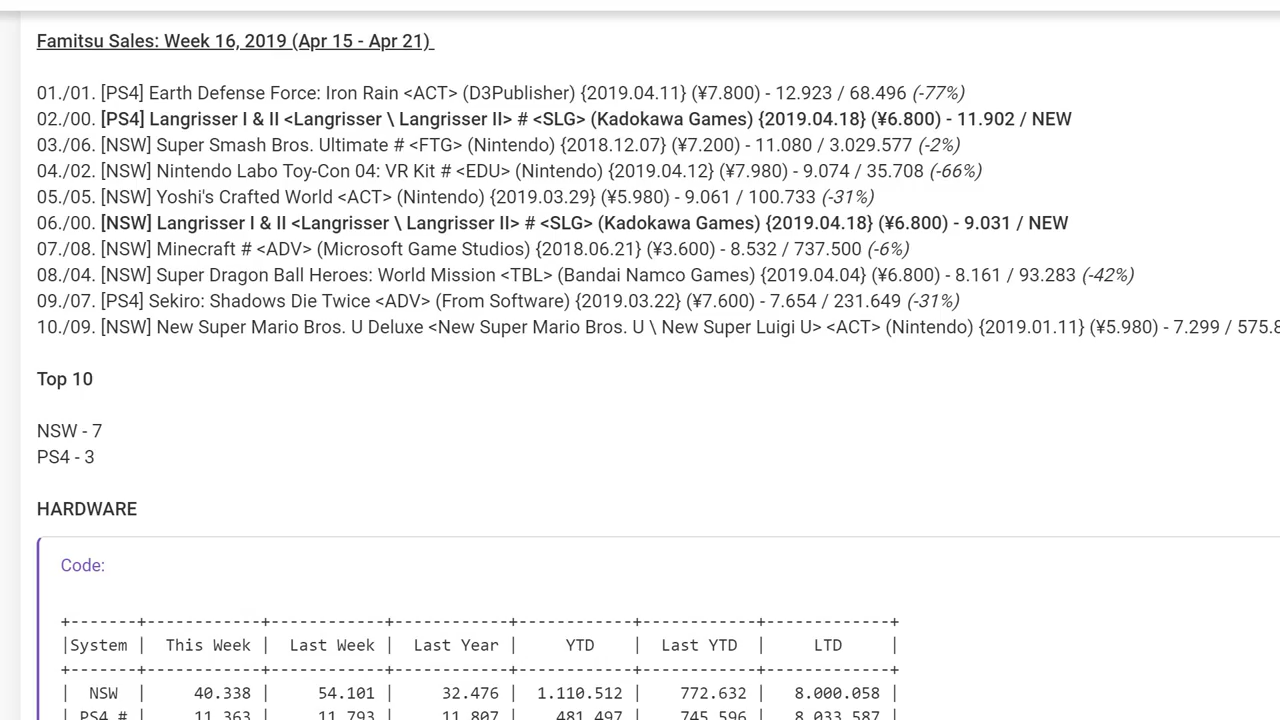 Famitsu Sales: Week 16, 2019 (Apr 15 - Apr 21)
01./01. [PS4] Earth Defense Force: Iron Rain <ACT> (D3Publisher) {2019.04.11} (¥7.800) - 12.923 / 68.496 (-77%)
02./00. [PS4] Langrisser I & II <Langrisser \ Langrisser II> # <SLG> (Kadokawa Games) {2019.04.18} (¥6.800) - 11.902 / NEW
03./06. [NSW] Super Smash Bros. Ultimate # <FTG> (Nintendo) {2018.12.07} (¥7.200) - 11.080 / 3.029.577 (-2%)
04./02. [NSW] Nintendo Labo Toy-Con 04: VR Kit # <EDU> (Nintendo) {2019.04.12} (¥7.980) - 9.074 / 35.708 (-66%)
05./05. [NSW] Yoshi's Crafted World <ACT> (Nintendo) {2019.03.29} (¥5.980) - 9.061 / 100.733 (-31%)
06./00. [NSW] Langrisser I & II <Langrisser \ Langrisser II> # <SLG> (Kadokawa Games) {2019.04.18} (¥6.800) - 9.031 / NEW
07./08. [NSW] Minecraft # <ADV> (Microsoft Game Studios) {2018.06.21} (¥3.600) - 8.532 / 737.500 (-6%)
08./04. [NSW] Super Dragon Ball Heroes: World Mission <TBL> (Bandai Namco Games) {2019.04.04} (¥6.800) - 8.161 / 93.283 (-42%)
09./07. [PS4] Sekiro: Shadows Die Twice <ADV> (From Software) {2019.03.22} (¥7.600) - 7.654 / 231.649 (-31%)
10./09. [NSW] New Super Mario Bros. U Deluxe <New Super Mario Bros. U \ New Super Luigi U> <ACT> (Nintendo) {2019.01.11} (¥5.980) - 7.299 /
Top 10
NSW - 7
PS4 - 3
HARDWARE
Code:
+-------+------------+-----------+-----------+-----------+-----------+------------+
|System |  This Week |  Last Week |  Last Year |     YTD    |  Last YTD  |     LTD     |
+-------+------------+-----------+-----------+-----------+-----------+------------+
|  NSW  |     40.338 |     54.101 |     32.476 |  1.110.512 |    772.632 |   8.000.058 |
| PS4 # |     11.363 |     11.793 |     11.807 |    481.497 |    745.596 |   8.033.587 |